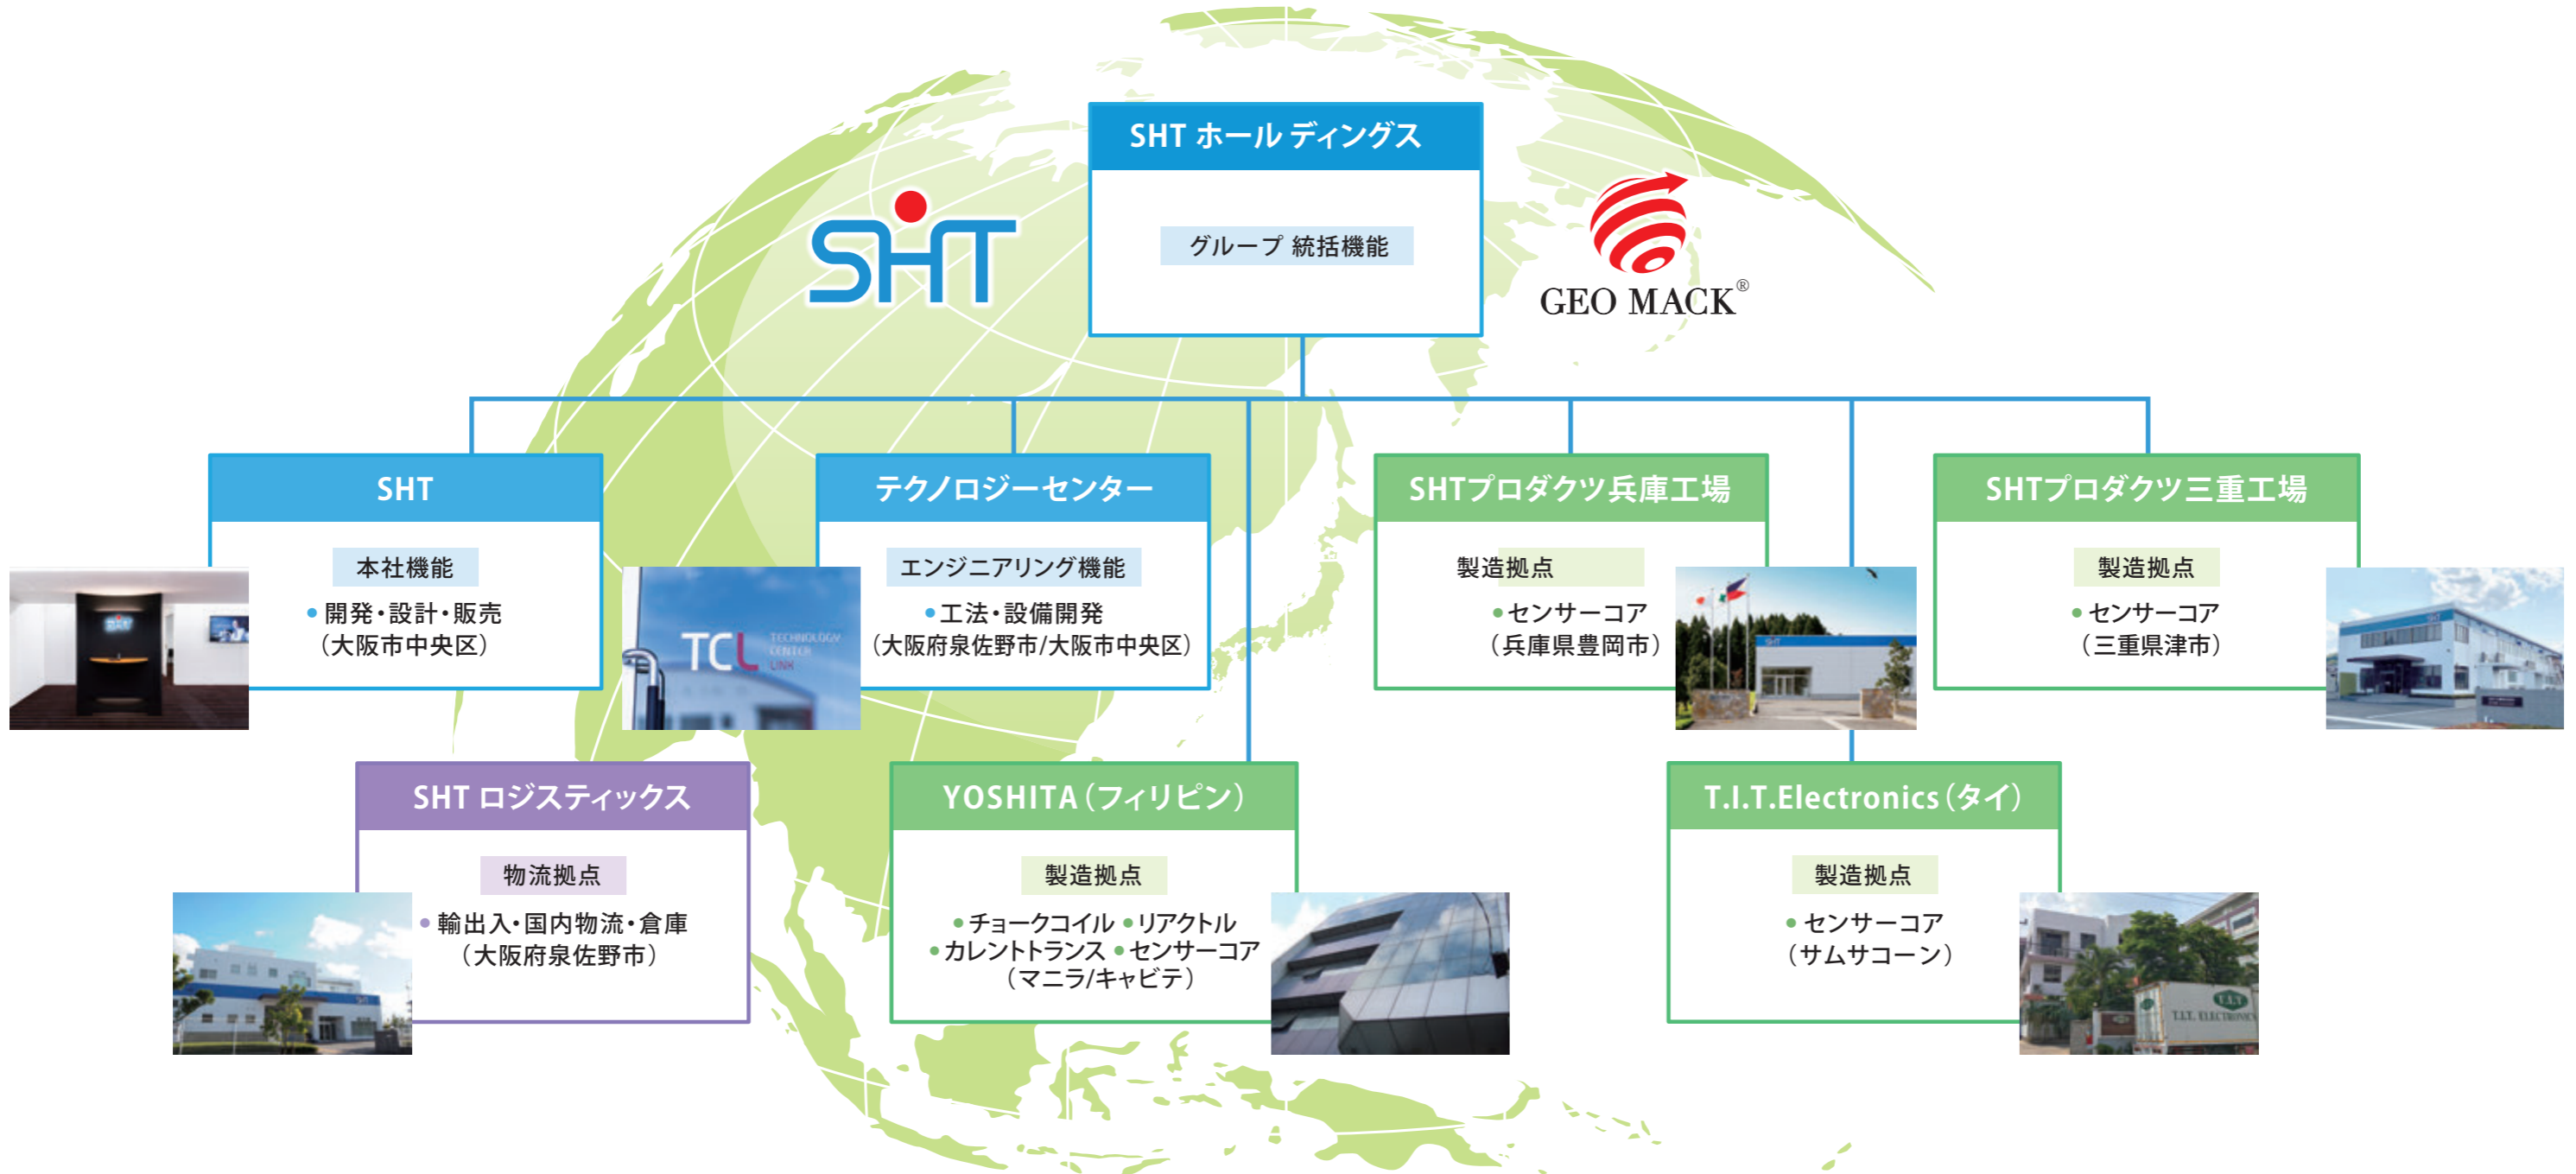 SHT ホールディングス
グループ 統括機能
SHT
GEO MACK®
SHT
本社機能
● 開発・設計・販売
（大阪市中央区）
SHT
テクノロジーセンター
エンジニアリング機能
● 工法・設備開発
（大阪府泉佐野市/大阪市中央区）
TCL TECHNOLOGY
CENTER
LINK
SHTプロダクツ兵庫工場
製造拠点
● センサーコア
（兵庫県豊岡市）
SHT
SHTプロダクツ三重工場
製造拠点
● センサーコア
（三重県津市）
SHT
SHT ロジスティックス
物流拠点
● 輸出入・国内物流・倉庫
（大阪府泉佐野市）
SHT
YOSHITA（フィリピン）
製造拠点
● チョークコイル ● リアクトル
● カレントトランス ● センサーコア
（マニラ/キャビテ）
T.I.T.Electronics（タイ）
製造拠点
● センサーコア
（サムサコーン）
T.I.T
T.I.T. ELECTRONICS